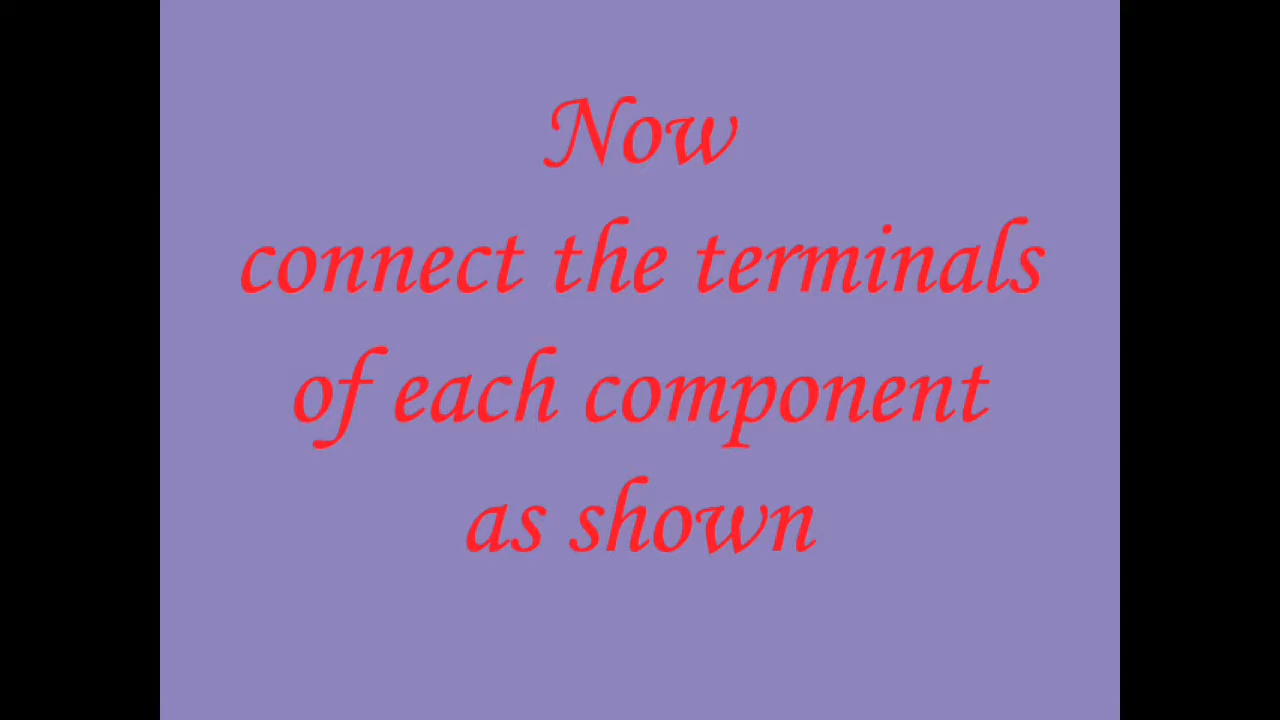 Now
connect the terminals
of each component
as shown